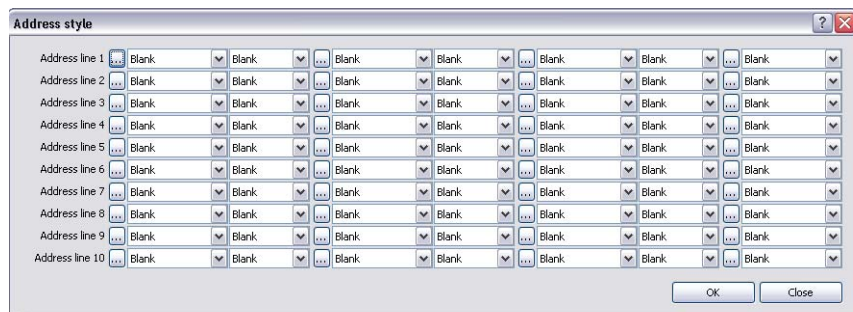 Address style
Address line 1 ... Blank Blank ... Blank Blank ... Blank Blank ... Blank
Address line 2 ... Blank Blank ... Blank Blank ... Blank Blank ... Blank
Address line 3 ... Blank Blank ... Blank Blank ... Blank Blank ... Blank
Address line 4 ... Blank Blank ... Blank Blank ... Blank Blank ... Blank
Address line 5 ... Blank Blank ... Blank Blank ... Blank Blank ... Blank
Address line 6 ... Blank Blank ... Blank Blank ... Blank Blank ... Blank
Address line 7 ... Blank Blank ... Blank Blank ... Blank Blank ... Blank
Address line 8 ... Blank Blank ... Blank Blank ... Blank Blank ... Blank
Address line 9 ... Blank Blank ... Blank Blank ... Blank Blank ... Blank
Address line 10 ... Blank Blank ... Blank Blank ... Blank Blank ... Blank
OK Close